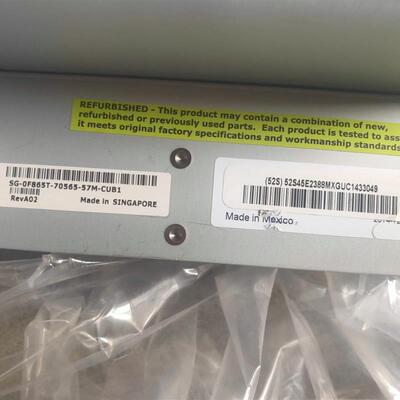 REFURBISHED - This product may contain a combination of new,
refurbished or previously used parts. Each product is tested to
it meets original factory specifications and workmanship standards
SG-0F865T-70565-57M-CUB1
RevA02 Made in SINGAPORE
(52S) 52S45E2388MXGUC1433049
Made in Mexico